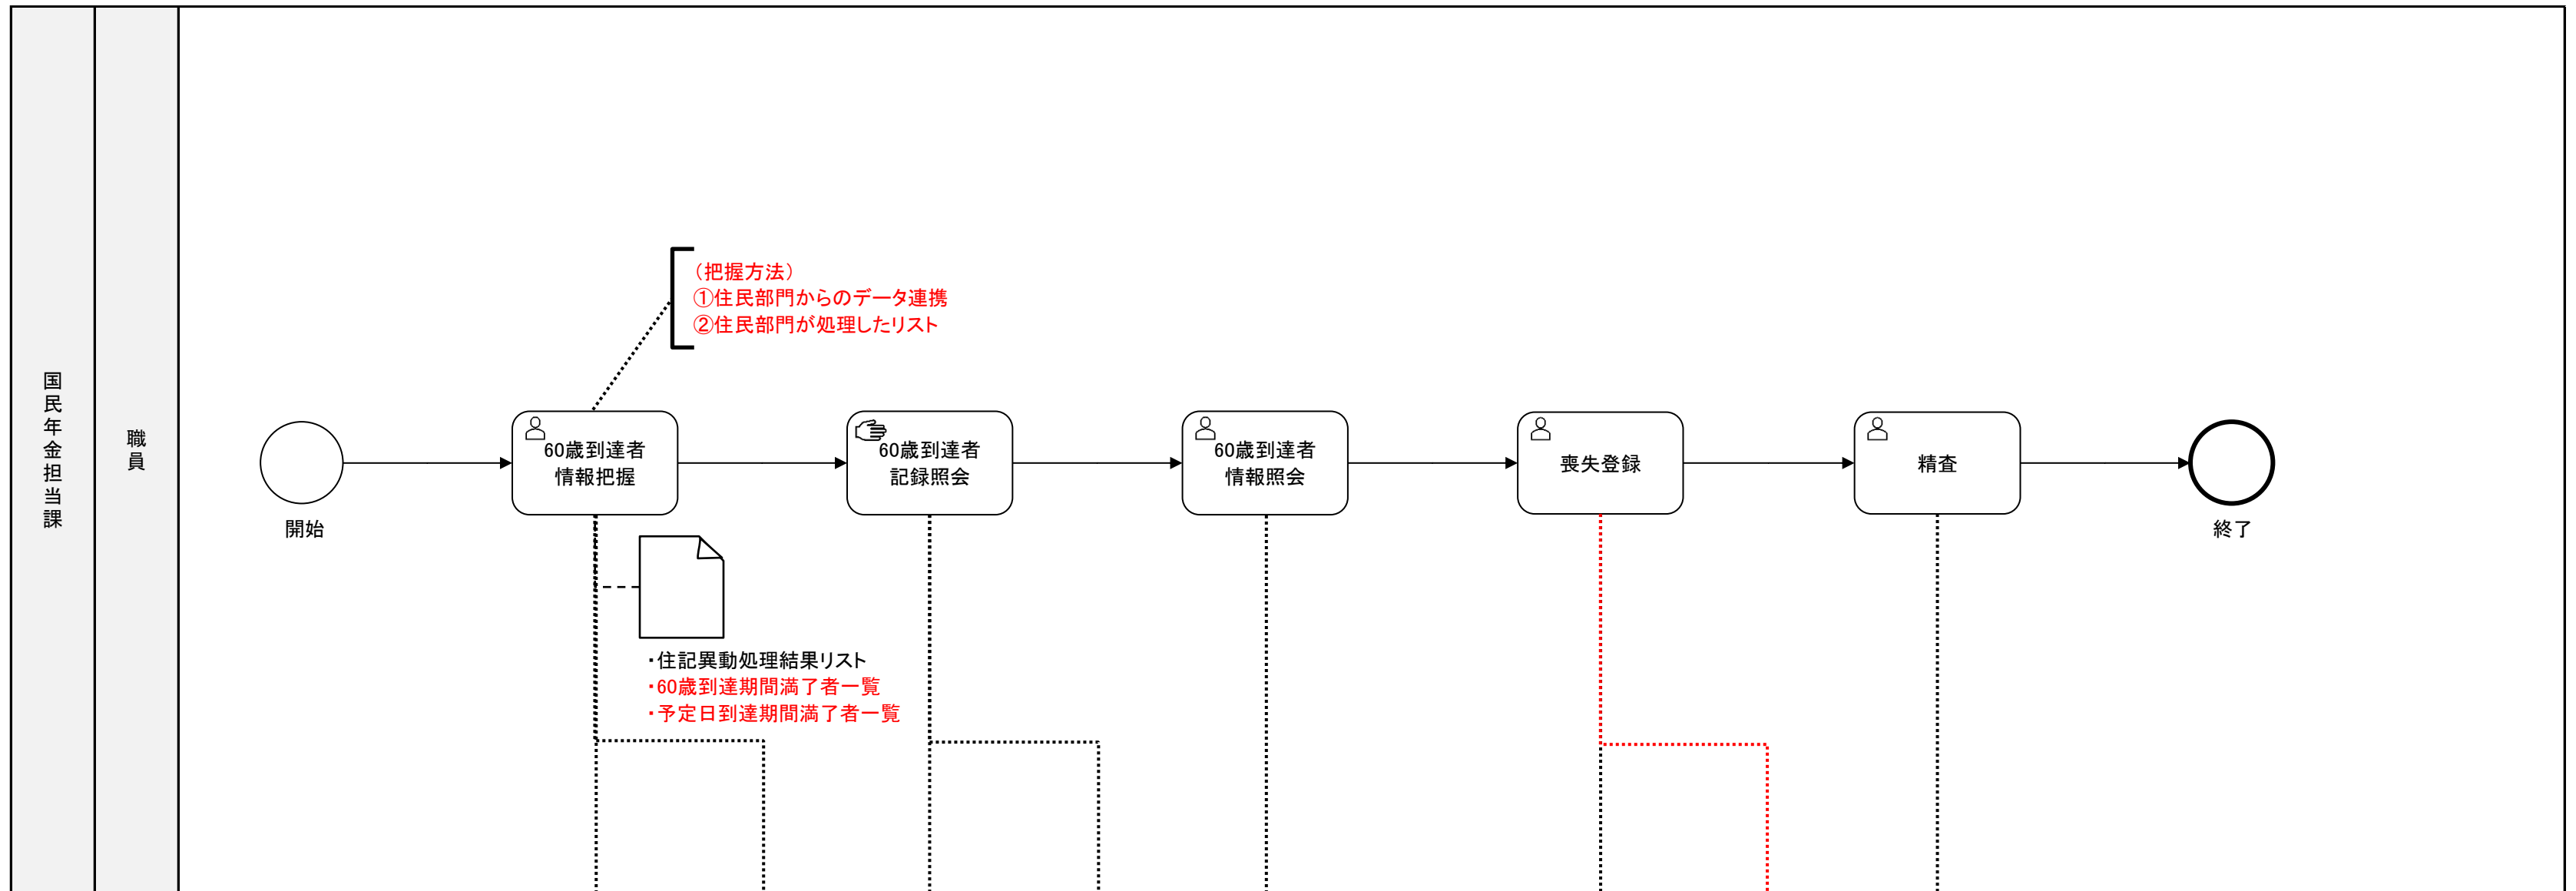 国民年金担当課
職員
（把握方法）
①住民部門からのデータ連携
②住民部門が処理したリスト
開始
60歳到達者
情報把握
60歳到達者
記録照会
60歳到達者
情報照会
喪失登録
精査
終了
・住記異動処理結果リスト
・60歳到達期間満了者一覧
・予定日到達期間満了者一覧